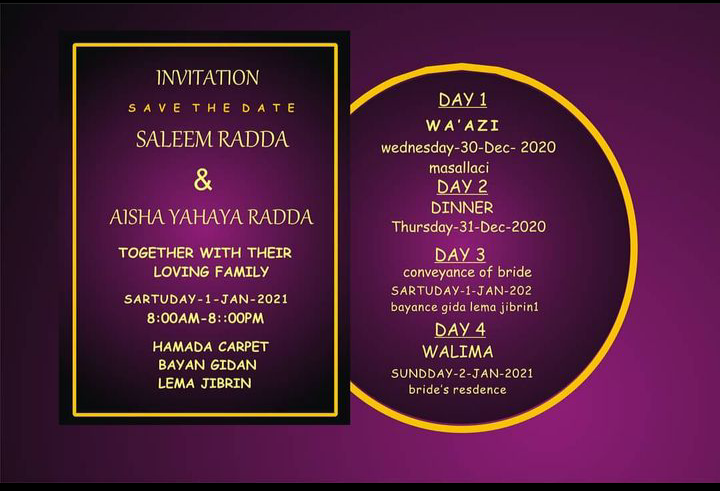 INVITATION
SAVE THE DATE
SALEEM RADDA
&
AISHA YAHAYA RADDA
TOGETHER WITH THEIR
LOVING FAMILY
SARTUDAY-1-JAN-2021
8:00AM-8::00PM
HAMADA CARPET
BAYAN GIDAN
LEMA JIBRIN
DAY 1
WA'AZI
wednesday-30-Dec- 2020
masallaci
DAY 2
DINNER
Thursday-31-Dec-2020
DAY 3
conveyance of bride
SARTUDAY-1-JAN-202
bayance gida lema jibrin1
DAY 4
WALIMA
SUNDDAY-2-JAN-2021
bride's resdence